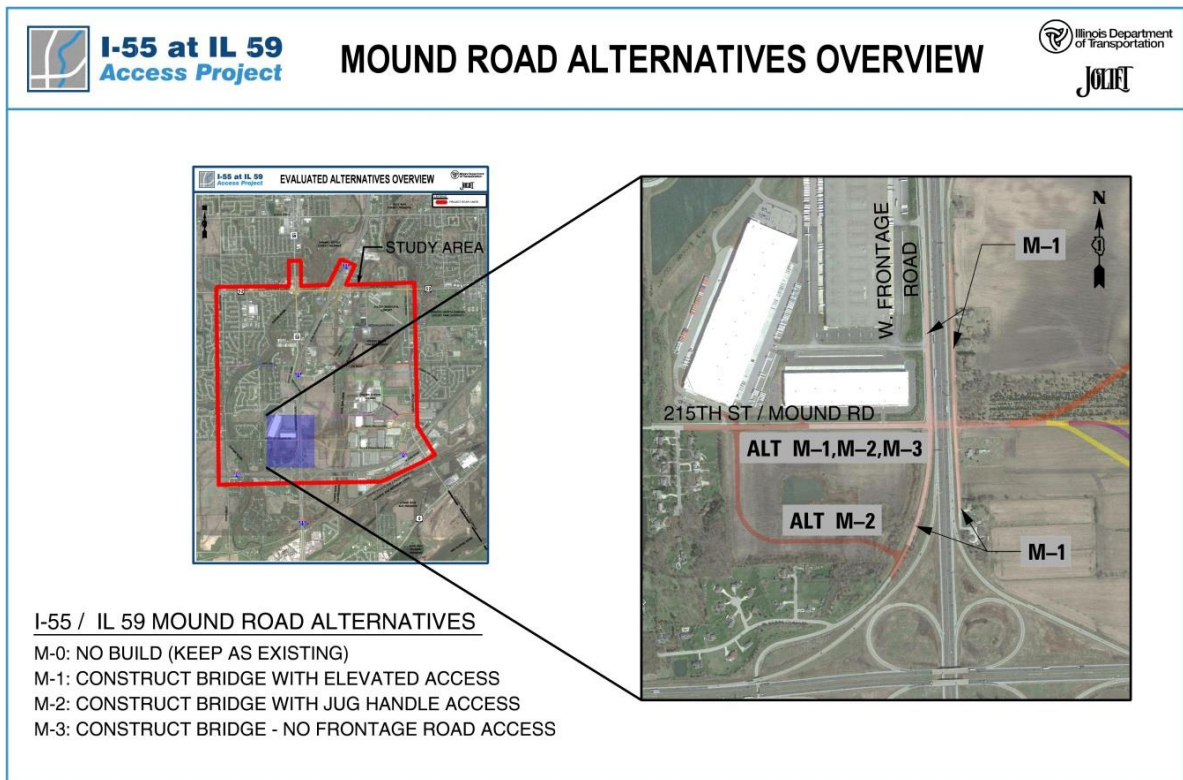 I-55 at IL 59
Access Project
MOUND ROAD ALTERNATIVES OVERVIEW
Illinois Department
of Transportation
JOLIET
I-55 at IL 59
Access Project
EVALUATED ALTERNATIVES OVERVIEW
JOLIET
STUDY AREA
W. FRONTAGE
ROAD
N
M-1
215TH ST / MOUND RD
ALT M-1,M-2,M-3
ALT M-2
M-1
I-55 / IL 59 MOUND ROAD ALTERNATIVES
M-0: NO BUILD (KEEP AS EXISTING)
M-1: CONSTRUCT BRIDGE WITH ELEVATED ACCESS
M-2: CONSTRUCT BRIDGE WITH JUG HANDLE ACCESS
M-3: CONSTRUCT BRIDGE - NO FRONTAGE ROAD ACCESS